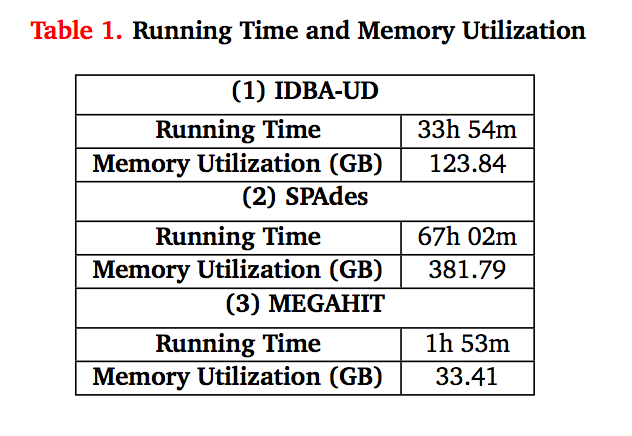 Table 1. Running Time and Memory Utilization
(1) IDBA-UD
Running Time 33h 54m
Memory Utilization (GB) 123.84
(2) SPAdes
Running Time 67h 02m
Memory Utilization (GB) 381.79
(3) MEGAHIT
Running Time 1h 53m
Memory Utilization (GB) 33.41